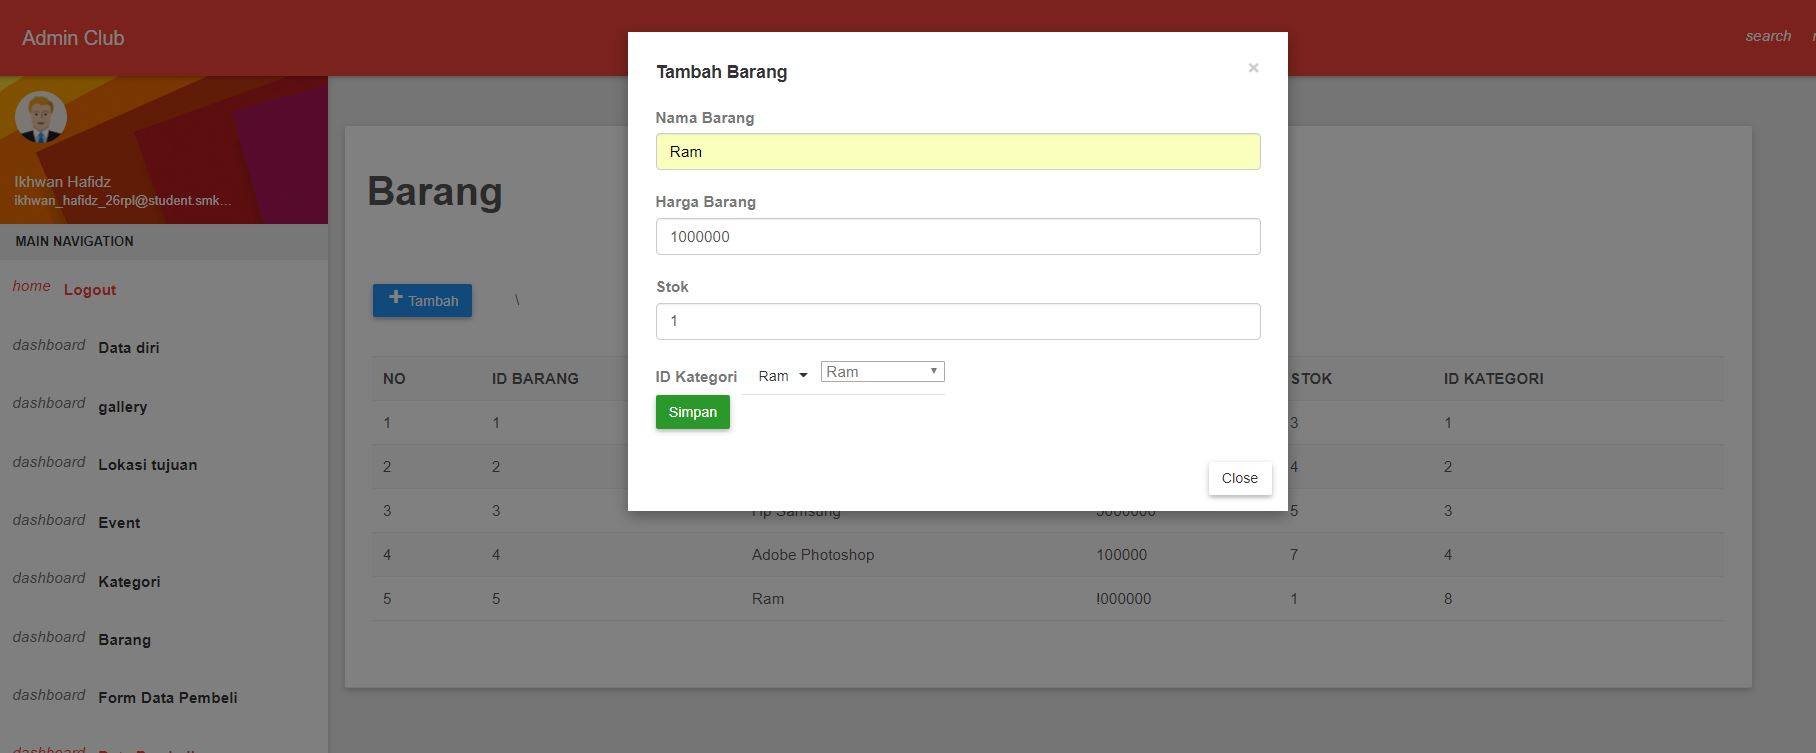 Admin Club
search
Ikhwan Hafidz
ikhwan_hafidz_26rpl@student.smk...
MAIN NAVIGATION
home Logout
dashboard Data diri
dashboard gallery
dashboard Lokasi tujuan
dashboard Event
dashboard Kategori
dashboard Barang
dashboard Form Data Pembeli
dashboard
Barang
+ Tambah \
NO ID BARANG STOK ID KATEGORI
1 1 3 1
2 2 4 2
3 3 Hp Samsung 5 3
4 4 Adobe Photoshop 100000 7 4
5 5 Ram !000000 1 8
Tambah Barang ×
Nama Barang
Ram
Harga Barang
1000000
Stok
1
ID Kategori Ram Ram
Simpan
Close